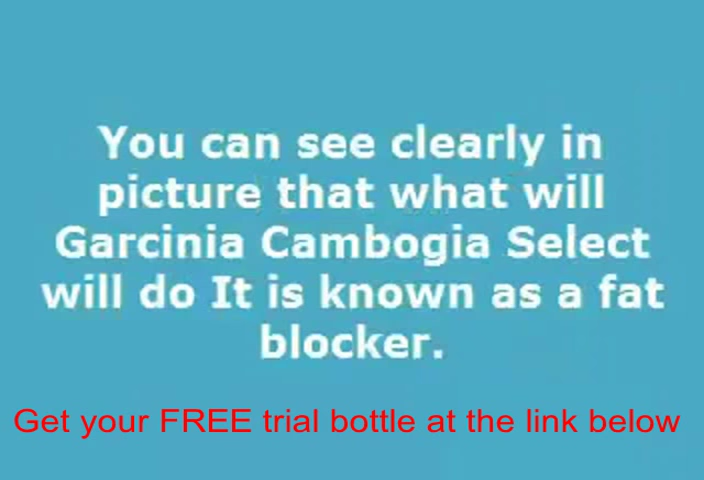 You can see clearly in
picture that what will
Garcinia Cambogia Select
will do It is known as a fat
blocker.
Get your FREE trial bottle at the link below